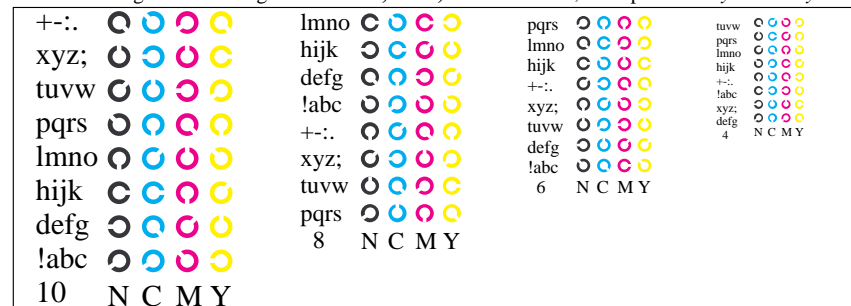 +-:.
xyz;
tuvw
pqrs
lmno
hijk
defg
!abc
10 N C M Y
lmno
hijk
defg
!abc
+-:.
xyz;
tuvw
pqrs
8 N C M Y
pqrs
lmno
hijk
+-:.
xyz;
tuvw
defg
!abc
6 N C M Y
tuvw
pqrs
lmno
hijk
+-:.
!abc
xyz;
defg
4 N C M Y